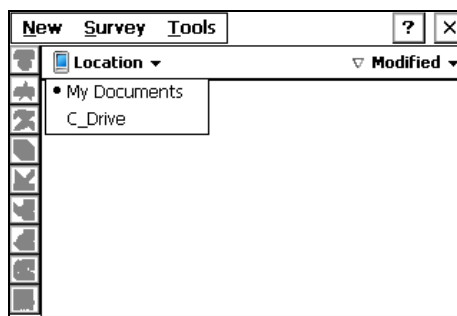 New Survey Tools ? ×
Location Modified
• My Documents
C_Drive